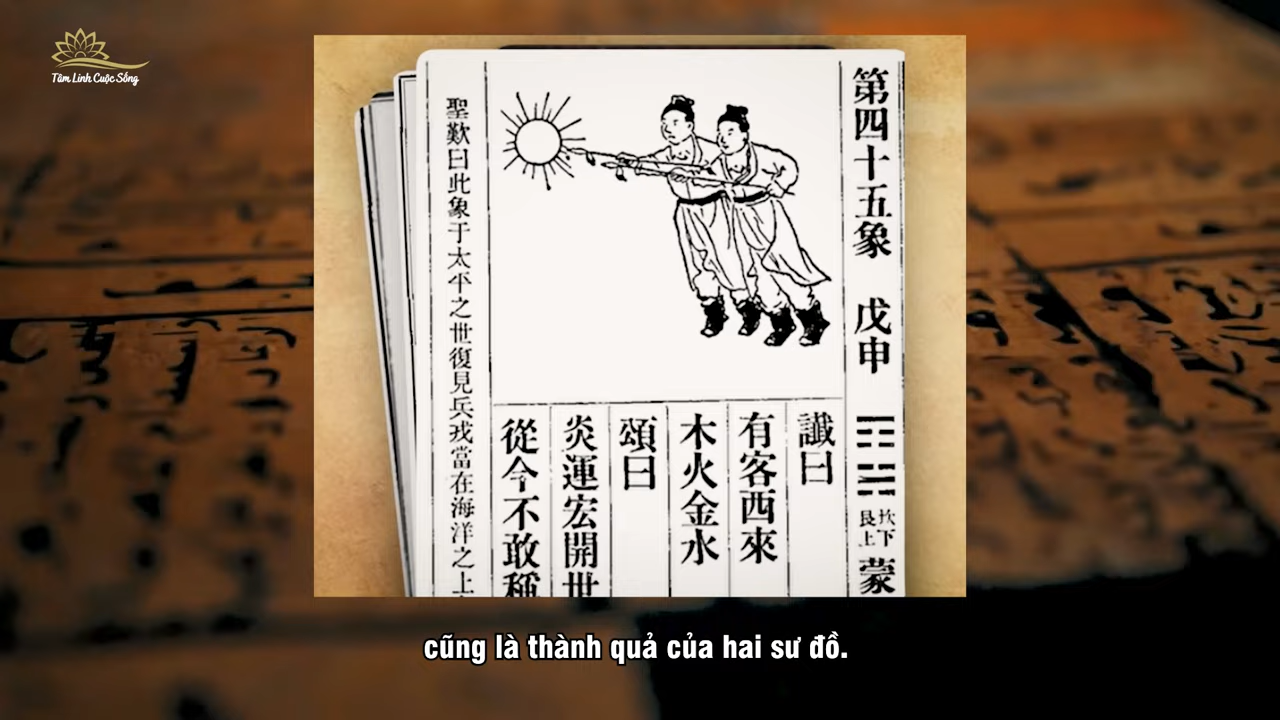 Tâm Linh Cuộc Sống
第四十五象 戊申
坎下
艮上
蒙
讖曰
有客西來
木火金水
頌曰
炎運宏開世
從今不敢稱
聖歎曰此象于太平之世復見兵戎當在海洋之上
cũng là thành quả của hai sư đồ.